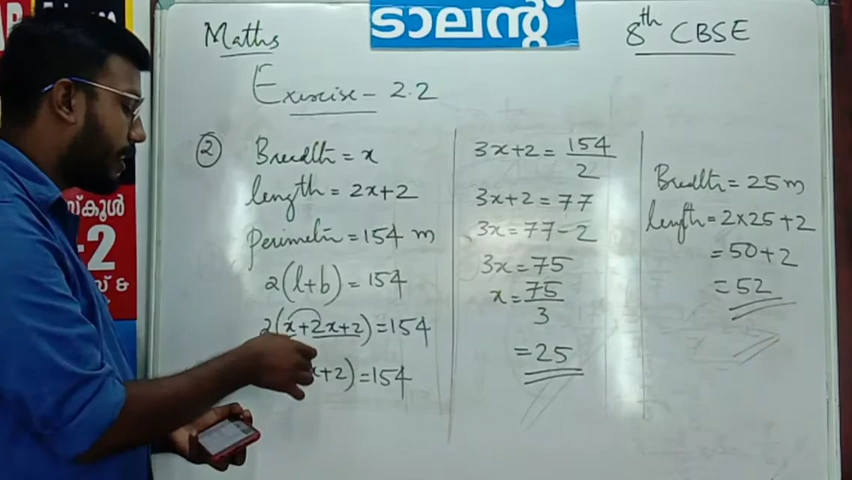 ടാലന്റ്
Maths
8th CBSE
Exercise - 2.2
②
Breadth = x
length = 2x+2
Perimeter = 154 m
2(l+b) = 154
2(x+2x+2) = 154
x+2) = 154
3x+2 = 154/2
3x+2 = 77
3x = 77-2
3x = 75
x = 75/3
= 25
Breadth = 25 m
length = 2×25+2
= 50+2
= 52
സ്കൂൾ
-2